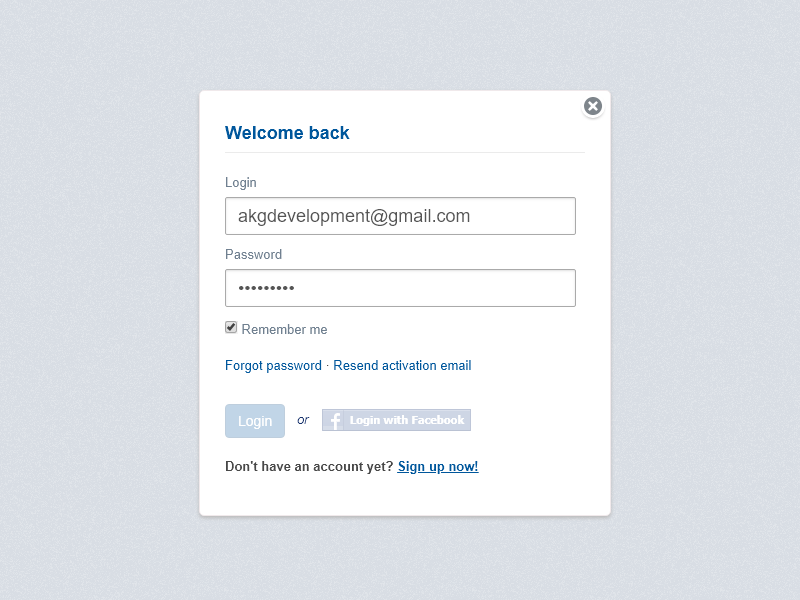 Welcome back
Login
akgdevelopment@gmail.com
Password
•••••••••
Remember me
Forgot password · Resend activation email
Login or f Login with Facebook
Don't have an account yet? Sign up now!